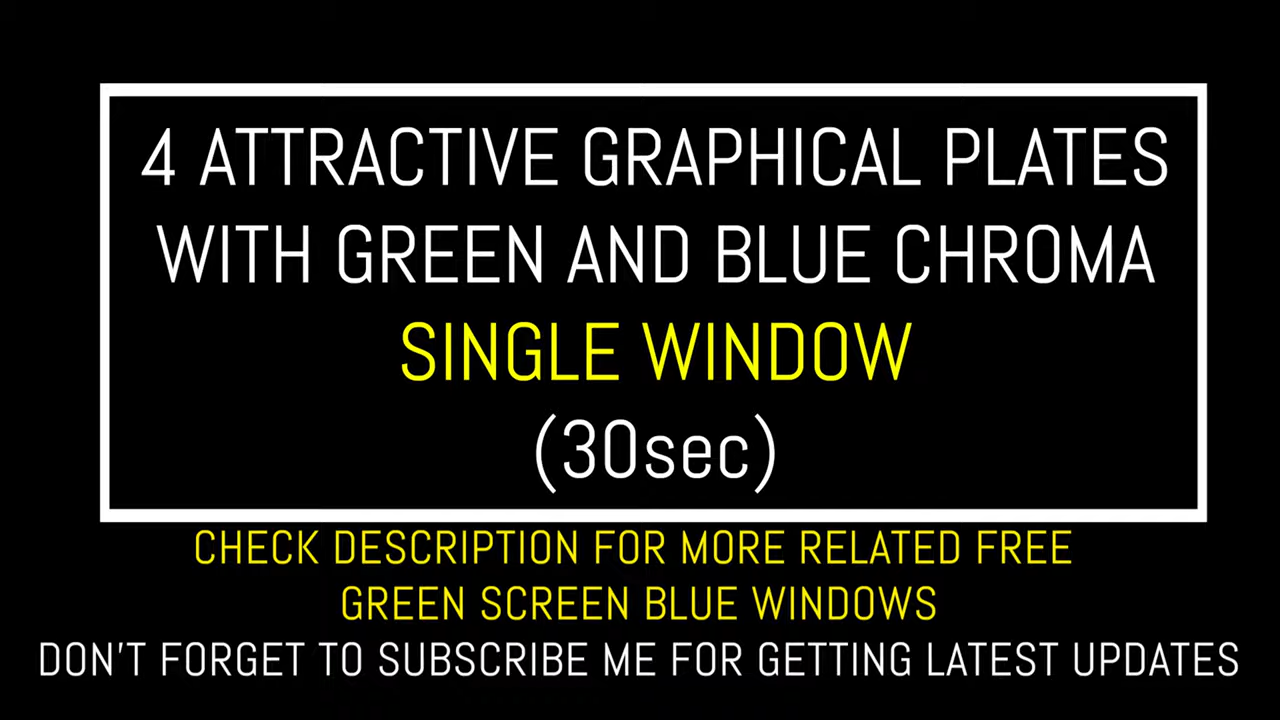 4 ATTRACTIVE GRAPHICAL PLATES
WITH GREEN AND BLUE CHROMA
SINGLE WINDOW
(30sec)
CHECK DESCRIPTION FOR MORE RELATED FREE
GREEN SCREEN BLUE WINDOWS
DON'T FORGET TO SUBSCRIBE ME FOR GETTING LATEST UPDATES